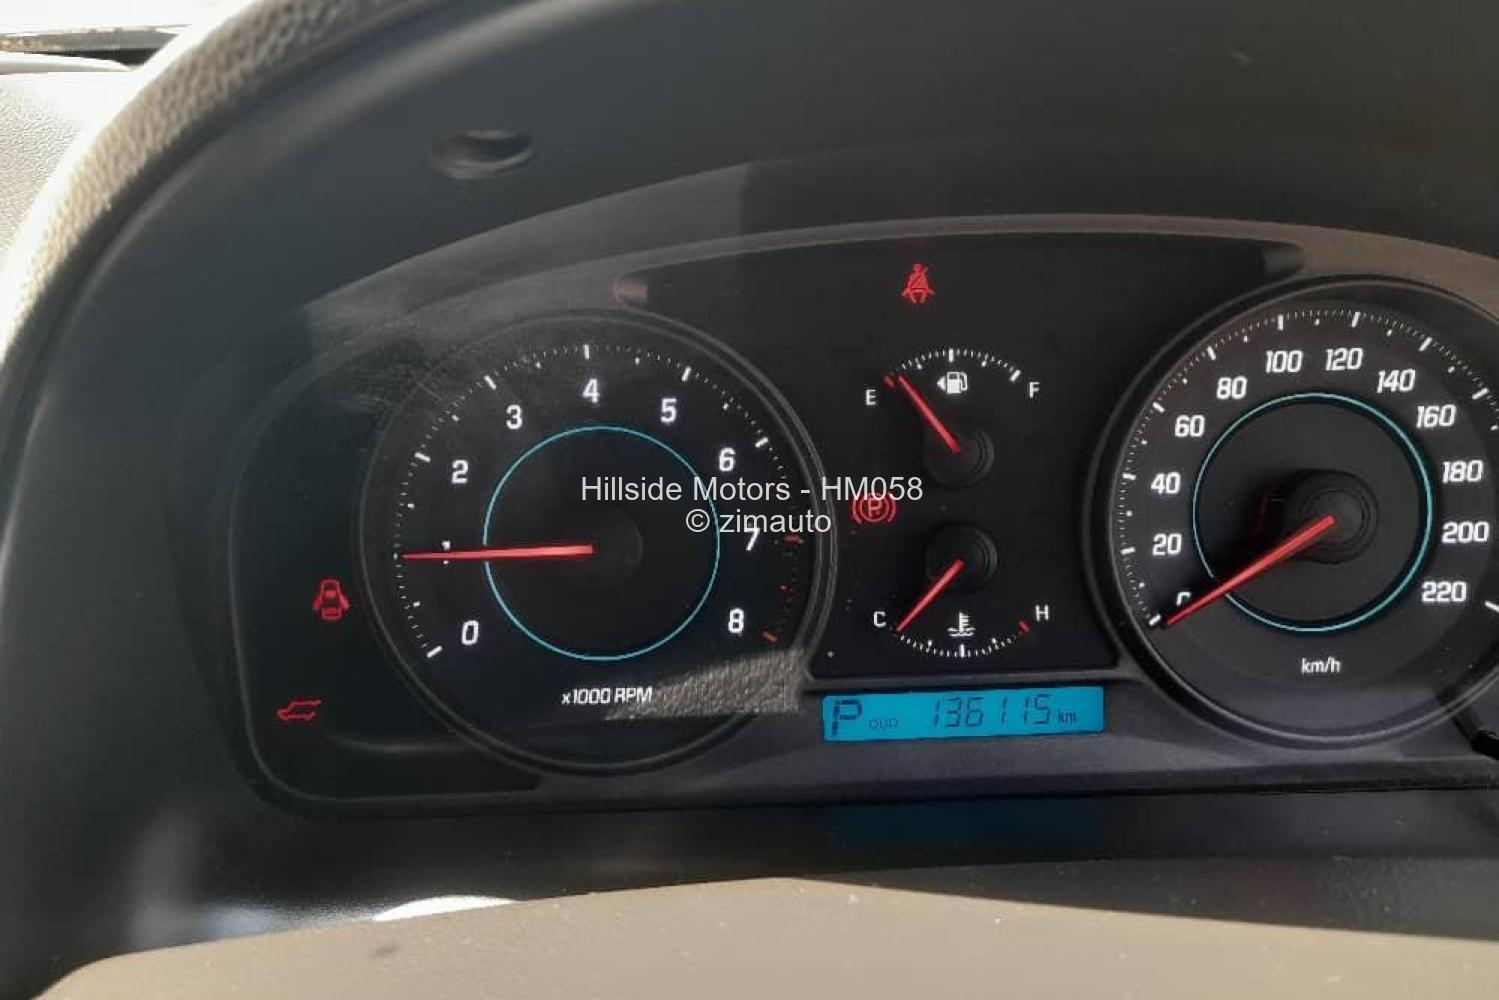 4
100 120
3
5
80
140
E
F
60
160
2
6
40
180
Hillside Motors - HM058
© zimauto
P
7
200
1
20
C
H
220
0
8
0
x1000 RPM
km/h
P ODO 136115 km